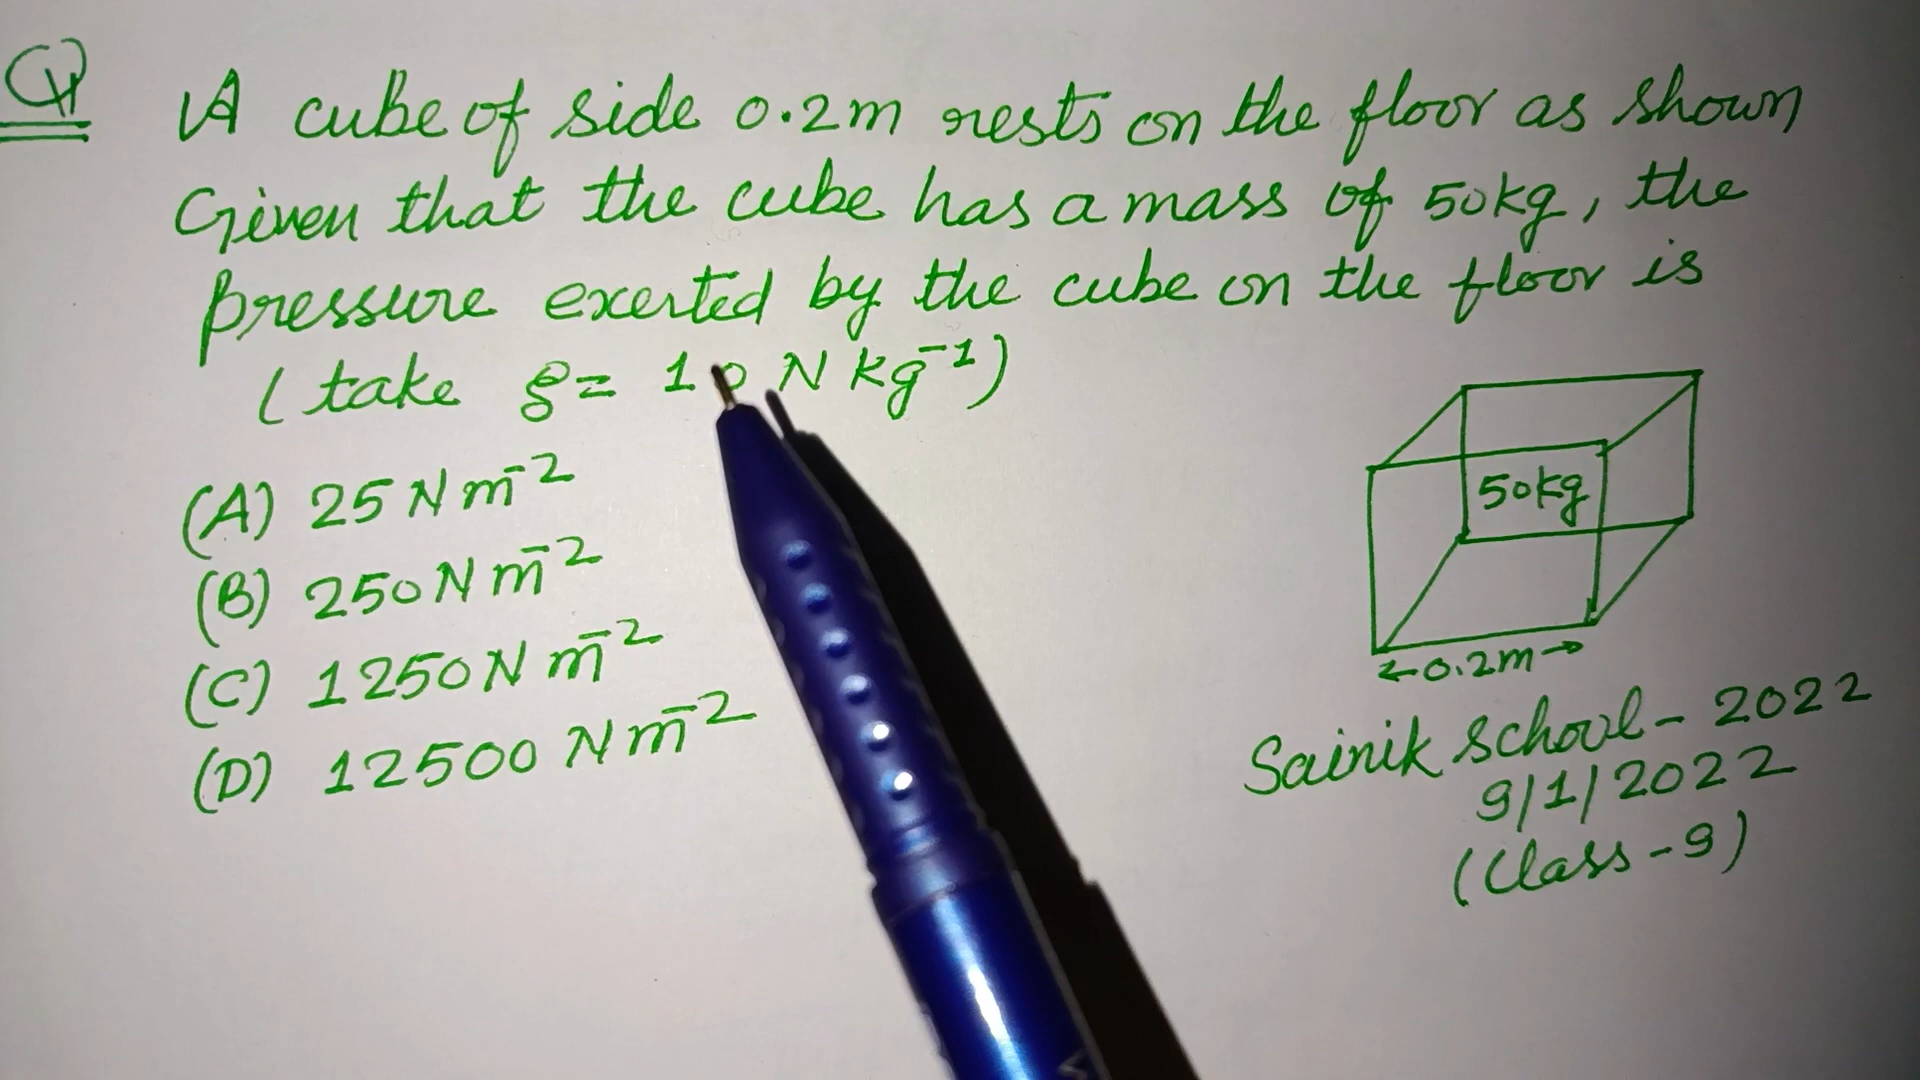 Q
A cube of side 0.2m rests on the floor as shown
Given that the cube has a mass of 50kg, the
pressure exerted by the cube on the floor is
(take g = 10 N kg⁻¹)
(A) 25 N m⁻²
(B) 250 N m⁻²
(C) 1250 N m⁻²
(D) 12500 N m⁻²
50kg
←0.2m→
Sainik School - 2022
9/1/2022
(Class - 9)